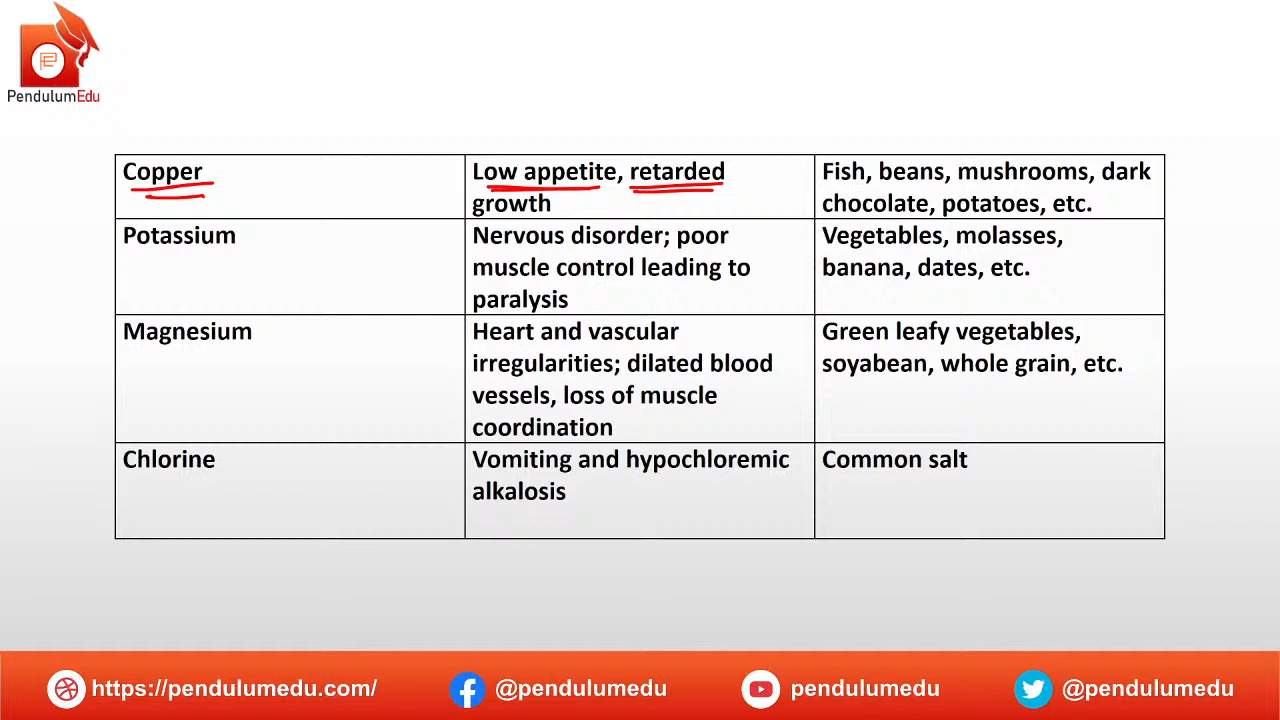 PendulumEdu
Copper
Low appetite, retarded
growth
Fish, beans, mushrooms, dark
chocolate, potatoes, etc.
Potassium
Nervous disorder; poor
muscle control leading to
paralysis
Vegetables, molasses,
banana, dates, etc.
Magnesium
Heart and vascular
irregularities; dilated blood
vessels, loss of muscle
coordination
Green leafy vegetables,
soyabean, whole grain, etc.
Chlorine
Vomiting and hypochloremic
alkalosis
Common salt
https://pendulumedu.com/
@pendulumedu
pendulumedu
@pendulumedu